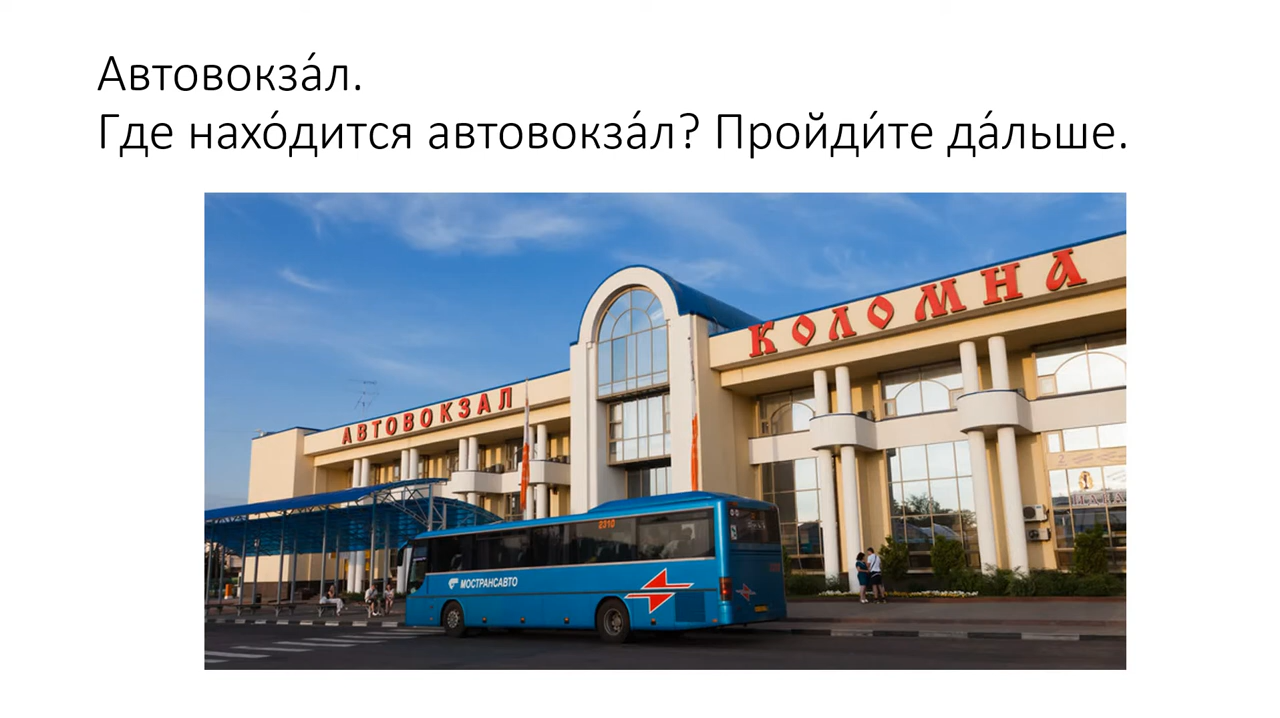 Автовокза́л.
Где нахо́дится автовокза́л? Пройди́те да́льше.
АВТОВОКЗАЛ
КОЛОМНА
2310
МОСТРАНСАВТО